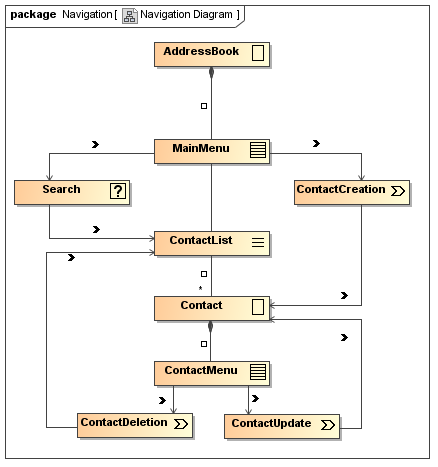 package Navigation [ Navigation Diagram ]
AddressBook
MainMenu
Search ?
ContactCreation
ContactList
*
Contact
ContactMenu
ContactDeletion
ContactUpdate